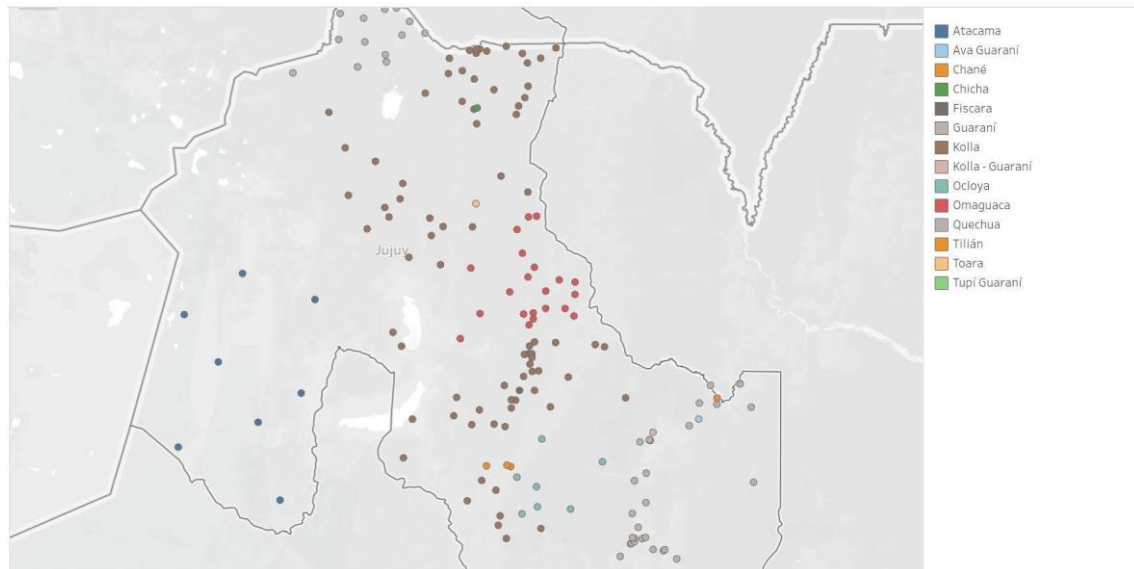 Jujuy
Atacama
Ava Guaraní
Chané
Chicha
Fiscara
Guaraní
Kolla
Kolla - Guaraní
Ocloya
Omaguaca
Quechua
Tilián
Toara
Tupí Guaraní